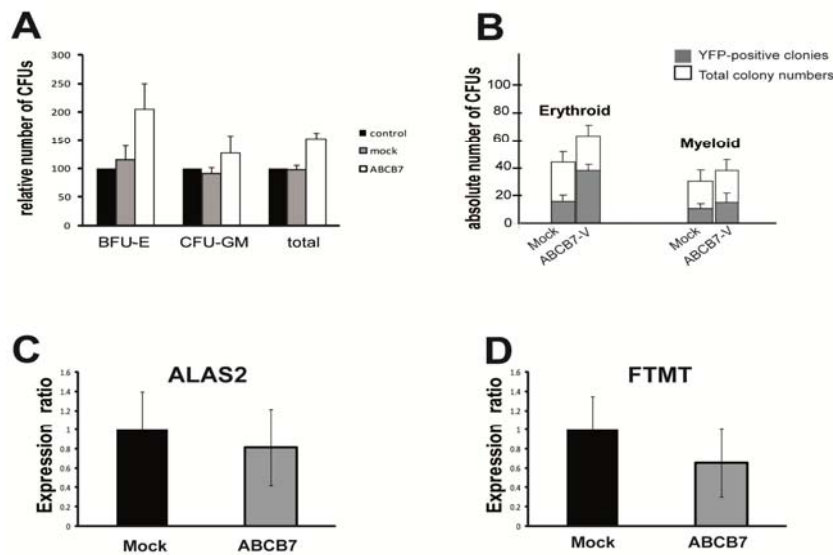 A
relative number of CFUs
300
250
200
150
100
50
0
BFU-E
CFU-GM
total
control
mock
ABCB7
B
YFP-positive clonies
Total colony numbers
absolute number of CFUs
100
80
60
40
20
0
Erythroid
Myeloid
Mock
ABCB7-V
Mock
ABCB7-V
C
ALAS2
Expression ratio
1.6
1.4
1.2
1
0.8
0.6
0.4
0.2
0
Mock
ABCB7
D
FTMT
Expression ratio
1.6
1.4
1.2
1
0.8
0.6
0.4
0.2
0
Mock
ABCB7